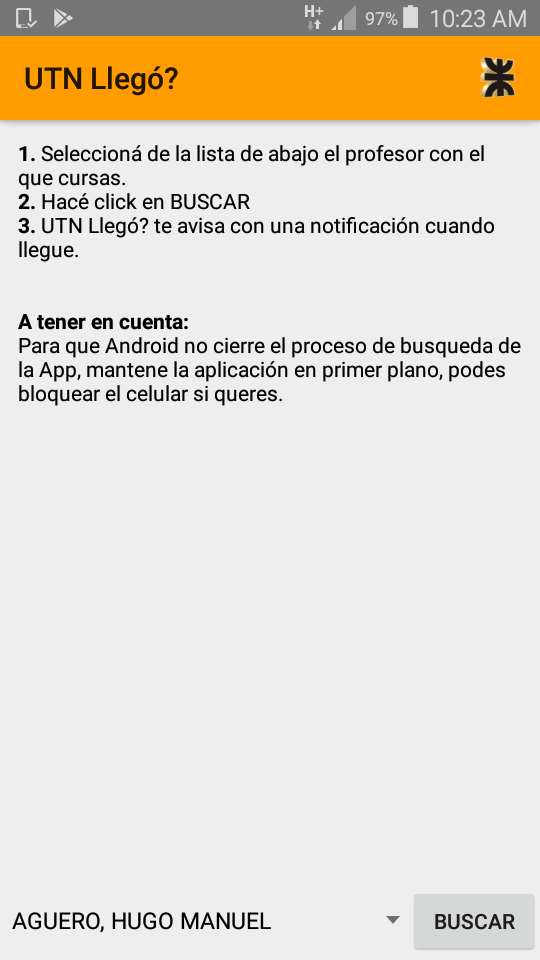 H+ 97% 10:23 AM
UTN Llegó?
1. Seleccioná de la lista de abajo el profesor con el
que cursas.
2. Hacé click en BUSCAR
3. UTN Llegó? te avisa con una notificación cuando
llegue.
A tener en cuenta:
Para que Android no cierre el proceso de busqueda de
la App, mantene la aplicación en primer plano, podes
bloquear el celular si queres.
AGUERO, HUGO MANUEL
BUSCAR